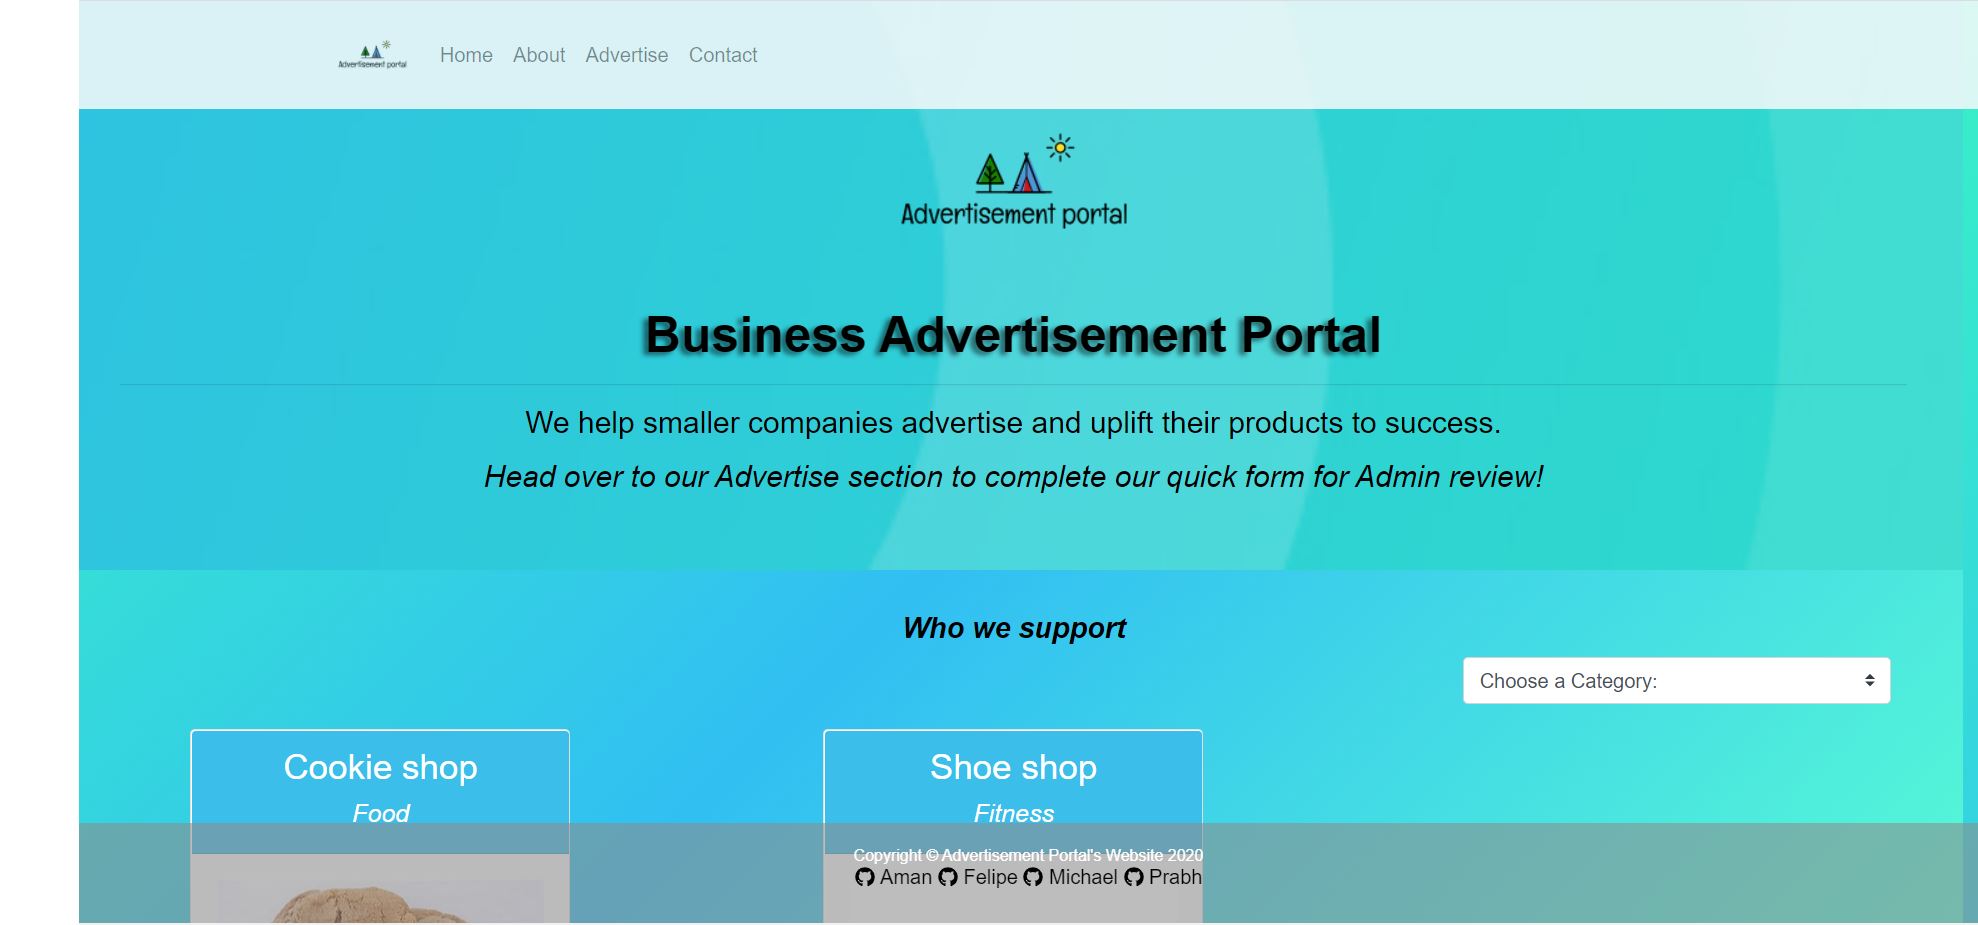 Advertisement portal
Home About Advertise Contact
Advertisement portal
Business Advertisement Portal
We help smaller companies advertise and uplift their products to success.
Head over to our Advertise section to complete our quick form for Admin review!
Who we support
Choose a Category:
Cookie shop
Food
Shoe shop
Fitness
Copyright © Advertisement Portal's Website 2020
Aman Felipe Michael Prabh